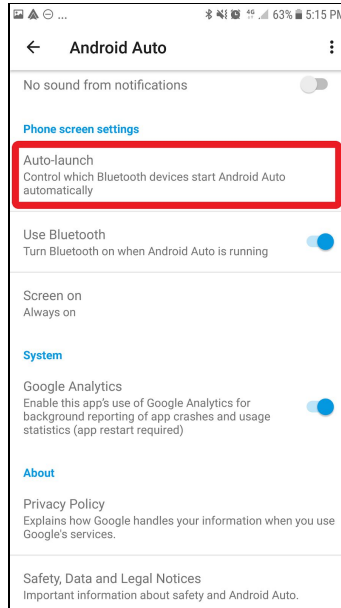 ... 4G 63% 5:15 PM
Android Auto
No sound from notifications
Phone screen settings
Auto-launch
Control which Bluetooth devices start Android Auto
automatically
Use Bluetooth
Turn Bluetooth on when Android Auto is running
Screen on
Always on
System
Google Analytics
Enable this app's use of Google Analytics for
background reporting of app crashes and usage
statistics (app restart required)
About
Privacy Policy
Explains how Google handles your information when you use
Google's services.
Safety, Data and Legal Notices
Important information about safety and Android Auto.